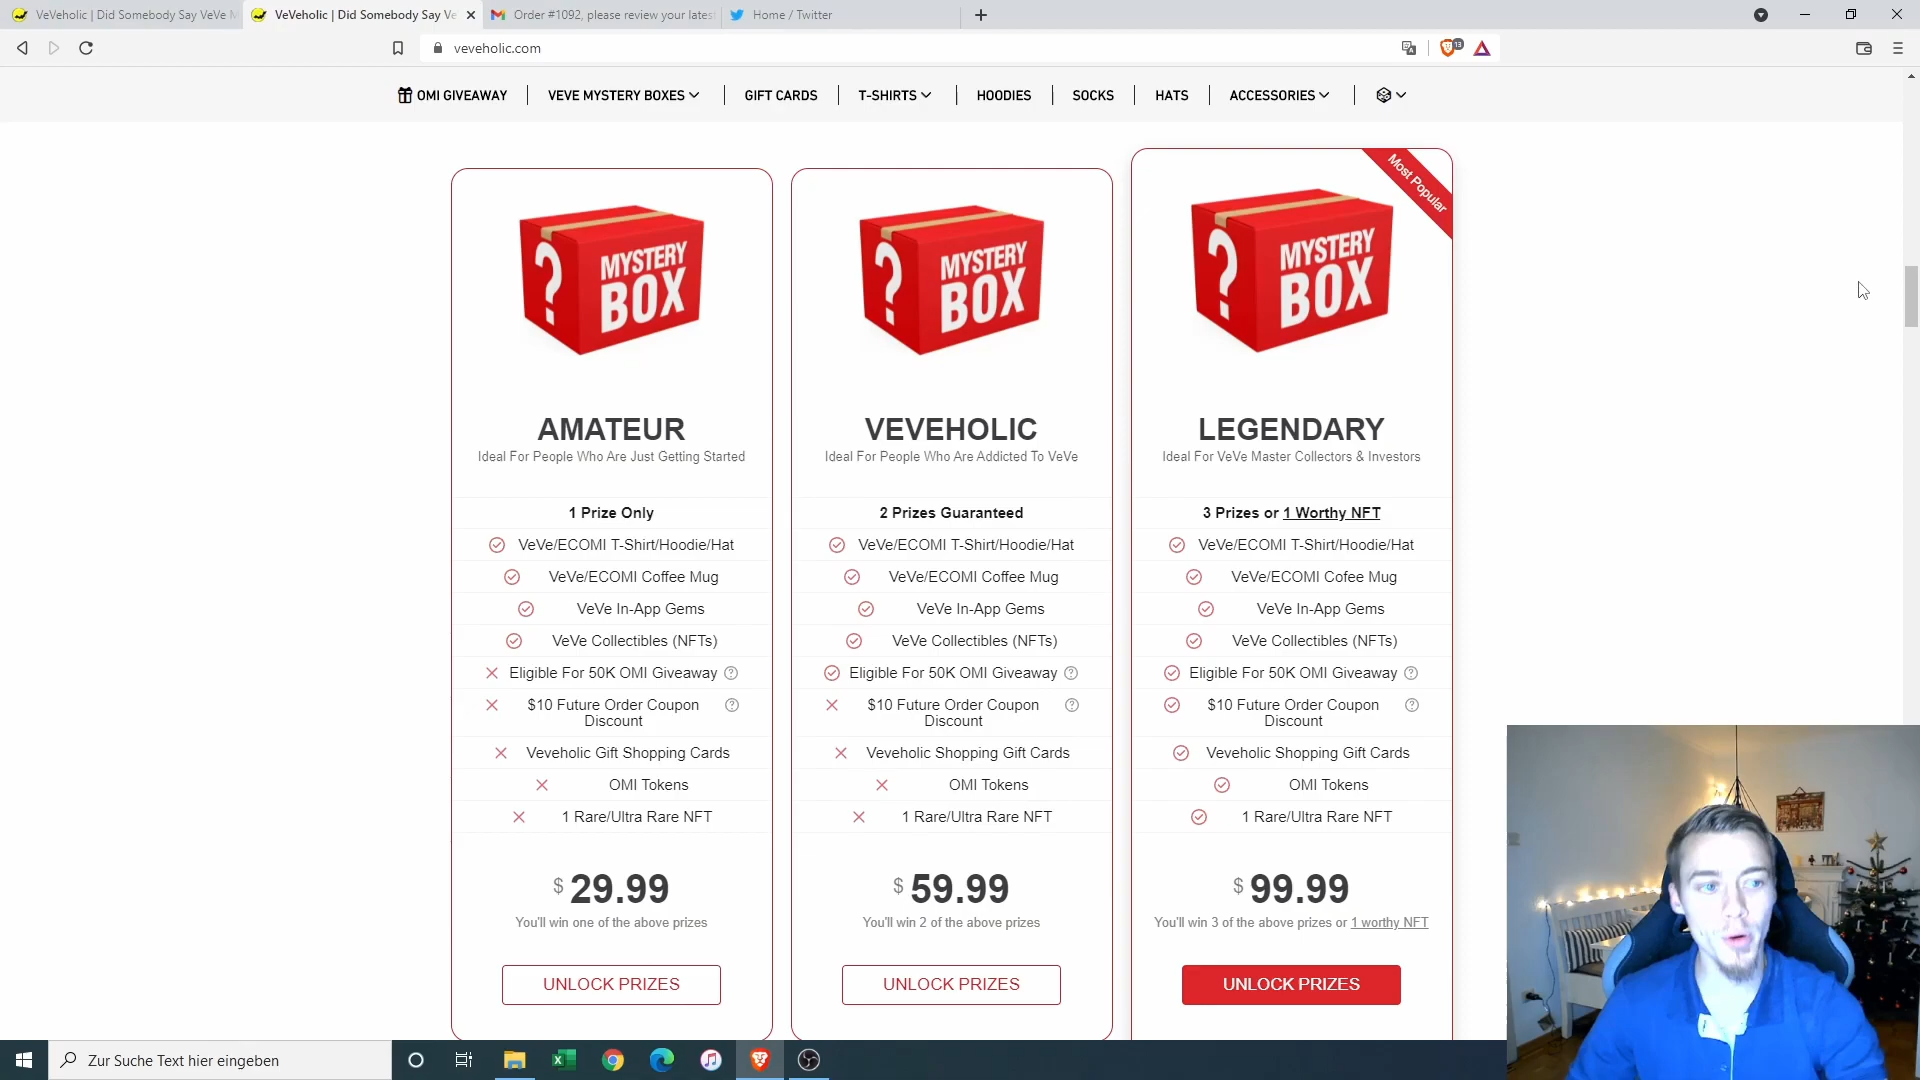 VeVeholic | Did Somebody Say VeVe M
VeVeholic | Did Somebody Say Ve
Order #1092, please review your lates
Home / Twitter
veveholic.com
13
OMI GIVEAWAY
VEVE MYSTERY BOXES
GIFT CARDS
T-SHIRTS
HOODIES
SOCKS
HATS
ACCESSORIES
? MYSTERY
BOX
AMATEUR
Ideal For People Who Are Just Getting Started
1 Prize Only
VeVe/ECOMI T-Shirt/Hoodie/Hat
VeVe/ECOMI Coffee Mug
VeVe In-App Gems
VeVe Collectibles (NFTs)
Eligible For 50K OMI Giveaway ?
$10 Future Order Coupon ?
Discount
Veveholic Gift Shopping Cards
OMI Tokens
1 Rare/Ultra Rare NFT
$ 29.99
You'll win one of the above prizes
UNLOCK PRIZES
? MYSTERY
BOX
VEVEHOLIC
Ideal For People Who Are Addicted To VeVe
2 Prizes Guaranteed
VeVe/ECOMI T-Shirt/Hoodie/Hat
VeVe/ECOMI Coffee Mug
VeVe In-App Gems
VeVe Collectibles (NFTs)
Eligible For 50K OMI Giveaway ?
$10 Future Order Coupon ?
Discount
Veveholic Shopping Gift Cards
OMI Tokens
1 Rare/Ultra Rare NFT
$ 59.99
You'll win 2 of the above prizes
UNLOCK PRIZES
Most Popular
? MYSTERY
BOX
LEGENDARY
Ideal For VeVe Master Collectors & Investors
3 Prizes or 1 Worthy NFT
VeVe/ECOMI T-Shirt/Hoodie/Hat
VeVe/ECOMI Cofee Mug
VeVe In-App Gems
VeVe Collectibles (NFTs)
Eligible For 50K OMI Giveaway ?
$10 Future Order Coupon ?
Discount
Veveholic Shopping Gift Cards
OMI Tokens
1 Rare/Ultra Rare NFT
$ 99.99
You'll win 3 of the above prizes or 1 worthy NFT
UNLOCK PRIZES
Zur Suche Text hier eingeben